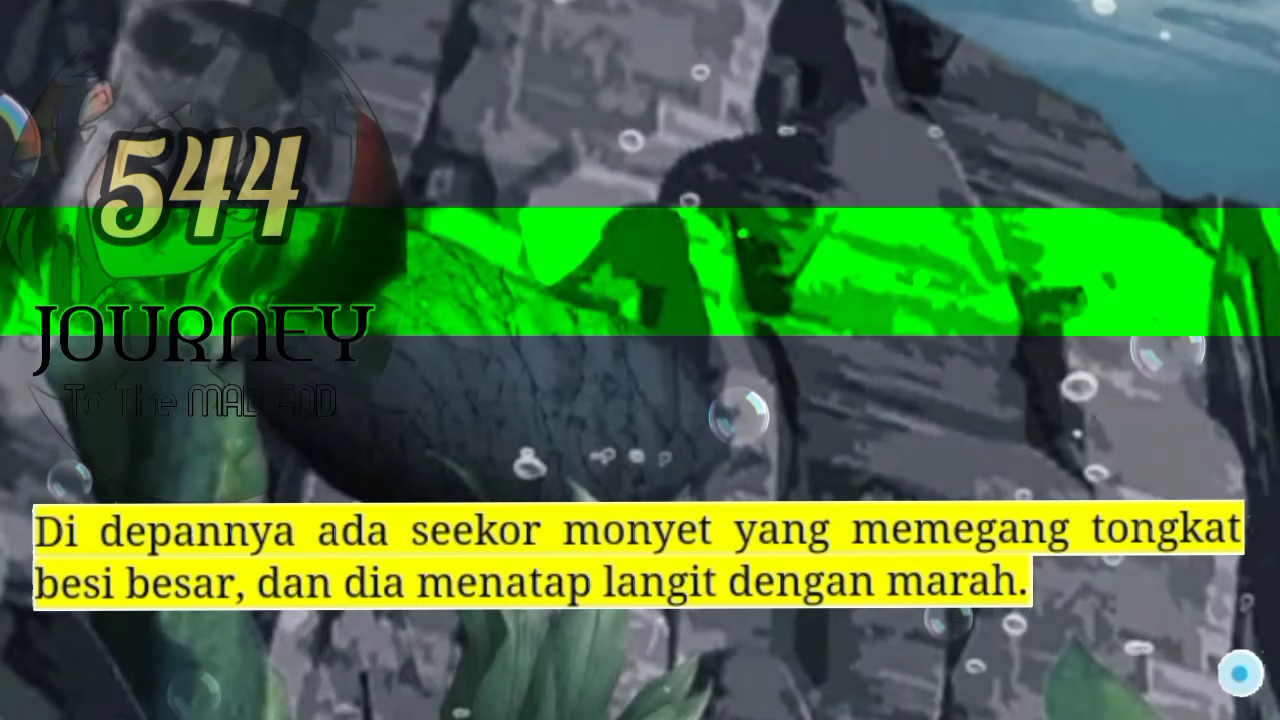 544
JOURNEY
To The MAD GOD
Di depannya ada seekor monyet yang memegang tongkat
besi besar, dan dia menatap langit dengan marah.